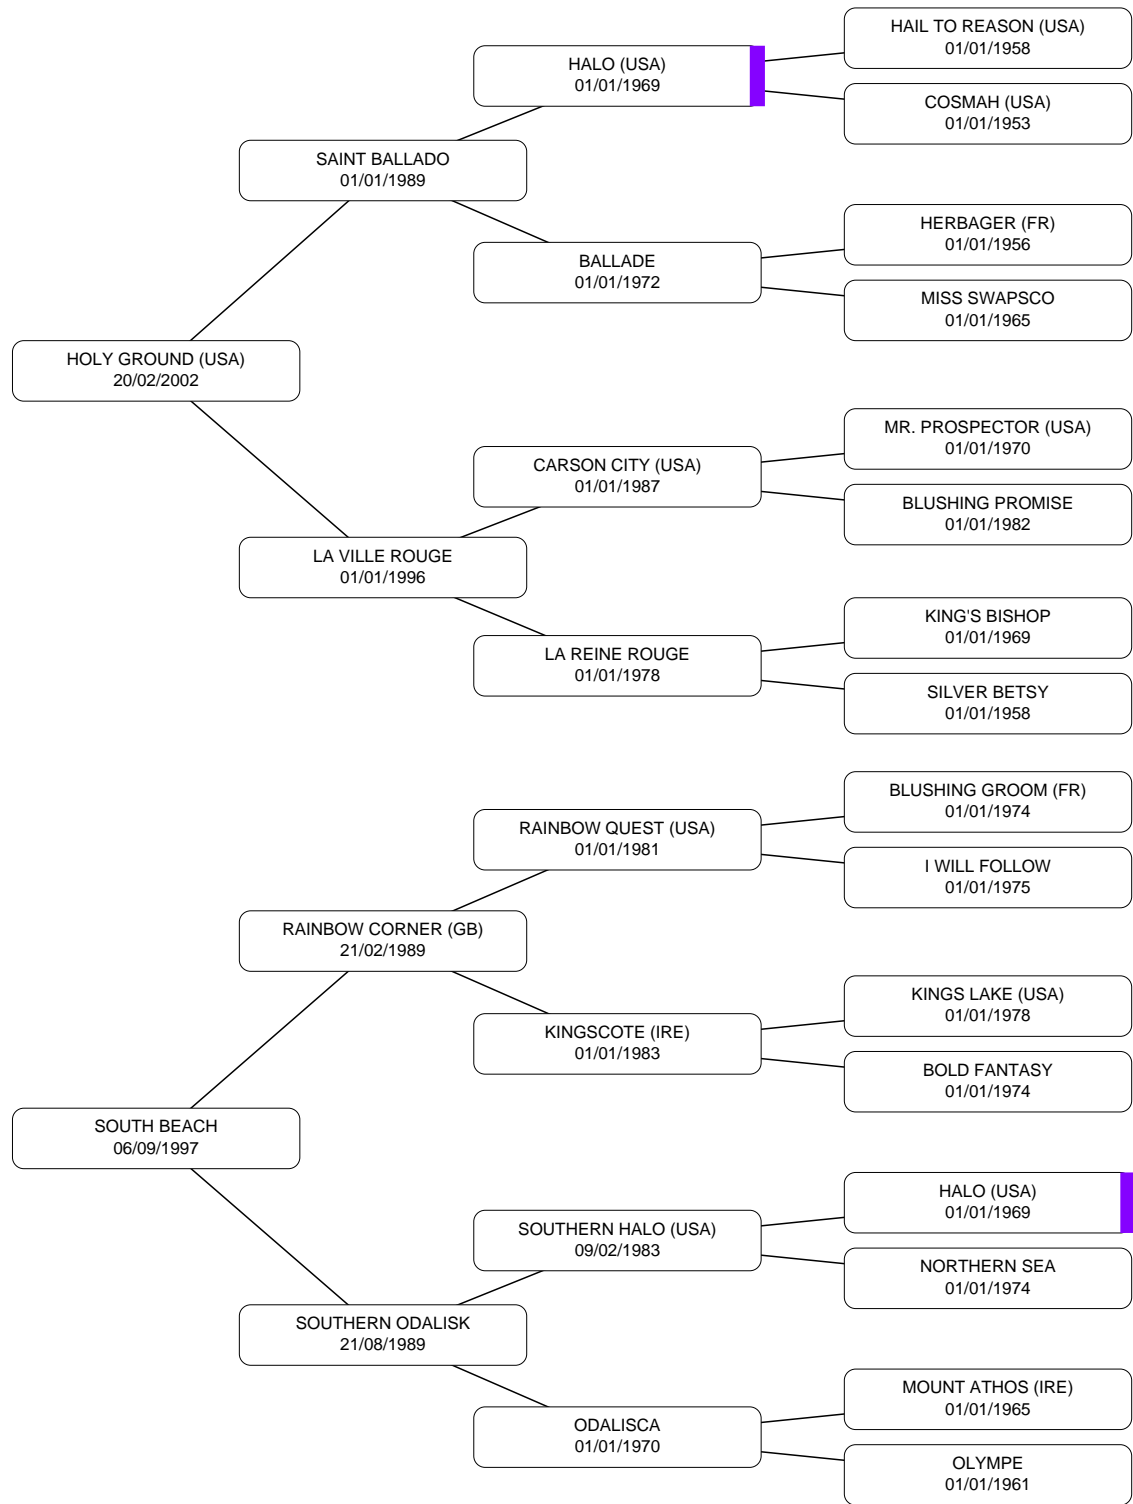 HAIL TO REASON (USA)
01/01/1958
HALO (USA)
01/01/1969
COSMAH (USA)
01/01/1953
SAINT BALLADO
01/01/1989
HERBAGER (FR)
01/01/1956
BALLADE
01/01/1972
MISS SWAPSCO
01/01/1965
HOLY GROUND (USA)
20/02/2002
MR. PROSPECTOR (USA)
01/01/1970
CARSON CITY (USA)
01/01/1987
BLUSHING PROMISE
01/01/1982
LA VILLE ROUGE
01/01/1996
KING'S BISHOP
01/01/1969
LA REINE ROUGE
01/01/1978
SILVER BETSY
01/01/1958
BLUSHING GROOM (FR)
01/01/1974
RAINBOW QUEST (USA)
01/01/1981
I WILL FOLLOW
01/01/1975
RAINBOW CORNER (GB)
21/02/1989
KINGS LAKE (USA)
01/01/1978
KINGSCOTE (IRE)
01/01/1983
BOLD FANTASY
01/01/1974
SOUTH BEACH
06/09/1997
HALO (USA)
01/01/1969
SOUTHERN HALO (USA)
09/02/1983
NORTHERN SEA
01/01/1974
SOUTHERN ODALISK
21/08/1989
MOUNT ATHOS (IRE)
01/01/1965
ODALISCA
01/01/1970
OLYMPE
01/01/1961